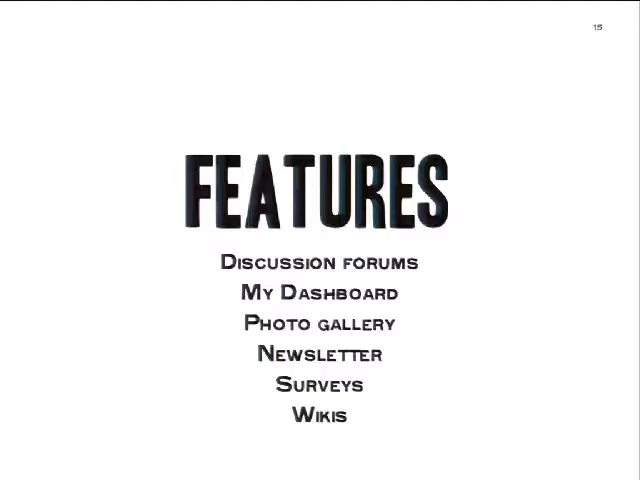 15
FEATURES
Discussion forums
My Dashboard
Photo gallery
Newsletter
Surveys
Wikis